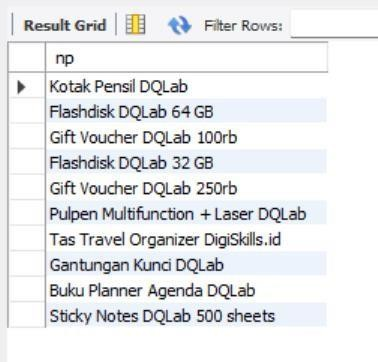 Result Grid Filter Rows:
np
Kotak Pensil DQLab
Flashdisk DQLab 64 GB
Gift Voucher DQLab 100rb
Flashdisk DQLab 32 GB
Gift Voucher DQLab 250rb
Pulpen Multifunction + Laser DQLab
Tas Travel Organizer DigiSkills.id
Gantungan Kunci DQLab
Buku Planner Agenda DQLab
Sticky Notes DQLab 500 sheets